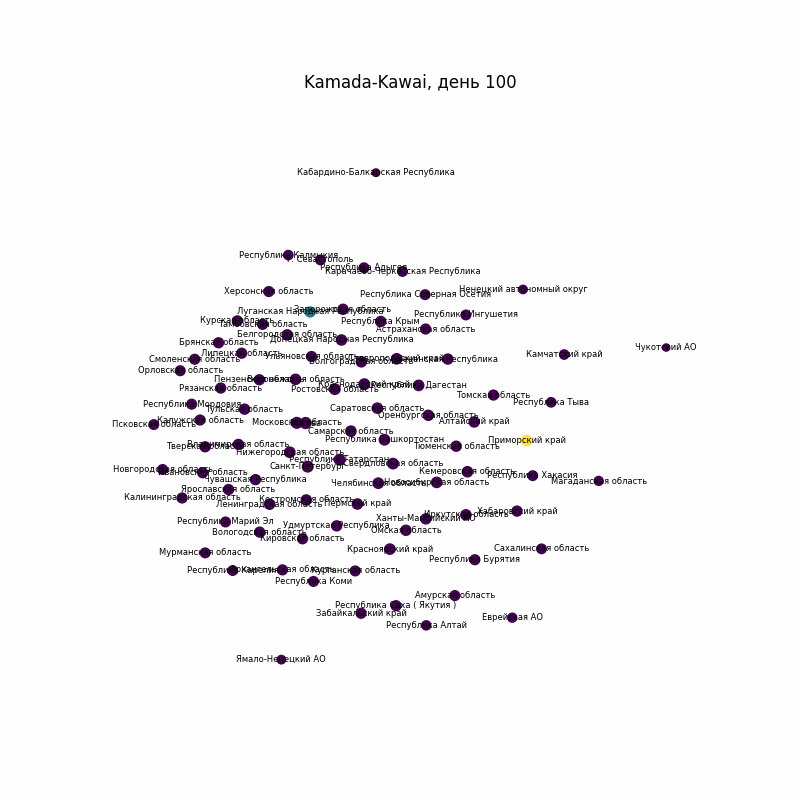 Kamada-Kawai, день 100
Кабардино-Балкарская Республика
Республика Калмыкия
г. Севастополь
Республика Адыгея
Карачаево-Черкесская Республика
Ненецкий автономный округ
Херсонская область
Республика Северная Осетия
Луганская Народная Республика
Запорожская область
Республика Ингушетия
Курская область
Республика Крым
Тамбовская область
Астраханская область
Белгородская область
Донецкая Народная Республика
Брянская область
Чукотский АО
Липецкая область
Камчатский край
Смоленская область
Ульяновская область
Волгоградская область
Орловская область
Пензенская область
Республика Дагестан
Рязанская область
Ростовская область
Томская область
Республика Тыва
Республика Мордовия
Тульская область
Саратовская область
Оренбургская область
Псковская область
Калужская область
Московская область
Алтайский край
Самарская область
Республика Башкортостан
Приморский край
Тверская область
Владимирская область
Тюменская область
Нижегородская область
Республика Татарстан
Свердловская область
Санкт-Петербург
Новгородская область
Ивановская область
Кемеровская область
Республика Хакасия
Чувашская Республика
Челябинская область
Новосибирская область
Магаданская область
Ярославская область
Калининградская область
Костромская область
Ленинградская область
Пермский край
Хабаровский край
Иркутская область
Ханты-Мансийский АО
Республика Марий Эл
Удмуртская Республика
Омская область
Вологодская область
Кировская область
Мурманская область
Красноярский край
Сахалинская область
Республика Бурятия
Республика Карелия
Архангельская область
Курганская область
Республика Коми
Амурская область
Республика Саха ( Якутия )
Забайкальский край
Еврейская АО
Республика Алтай
Ямало-Ненецкий АО